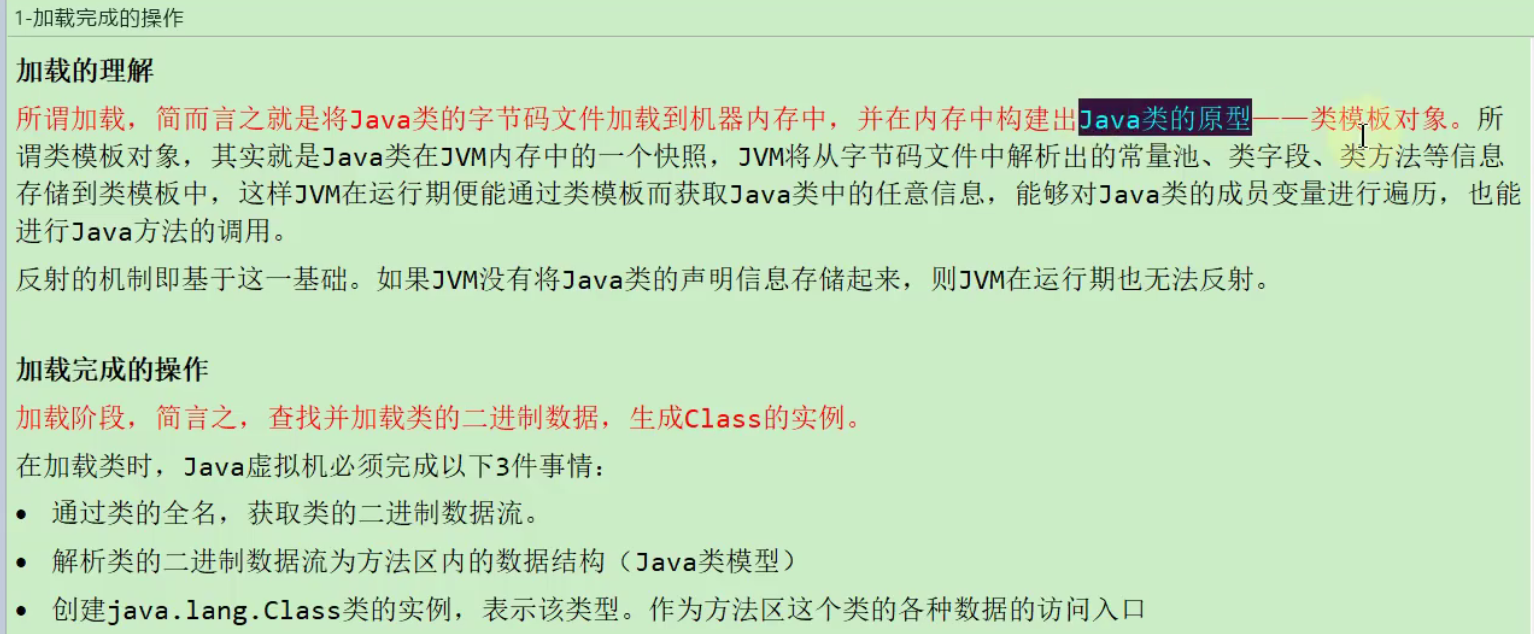 1-加载完成的操作
加载的理解
所谓加载，简而言之就是将Java类的字节码文件加载到机器内存中，并在内存中构建出Java类的原型——类模板对象。所
谓类模板对象，其实就是Java类在JVM内存中的一个快照，JVM将从字节码文件中解析出的常量池、类字段、类方法等信息
存储到类模板中，这样JVM在运行期便能通过类模板而获取Java类中的任意信息，能够对Java类的成员变量进行遍历，也能
进行Java方法的调用。
反射的机制即基于这一基础。如果JVM没有将Java类的声明信息存储起来，则JVM在运行期也无法反射。
加载完成的操作
加载阶段，简言之，查找并加载类的二进制数据，生成Class的实例。
在加载类时，Java虚拟机必须完成以下3件事情：
• 通过类的全名，获取类的二进制数据流。
• 解析类的二进制数据流为方法区内的数据结构（Java类模型）
• 创建java.lang.Class类的实例，表示该类型。作为方法区这个类的各种数据的访问入口